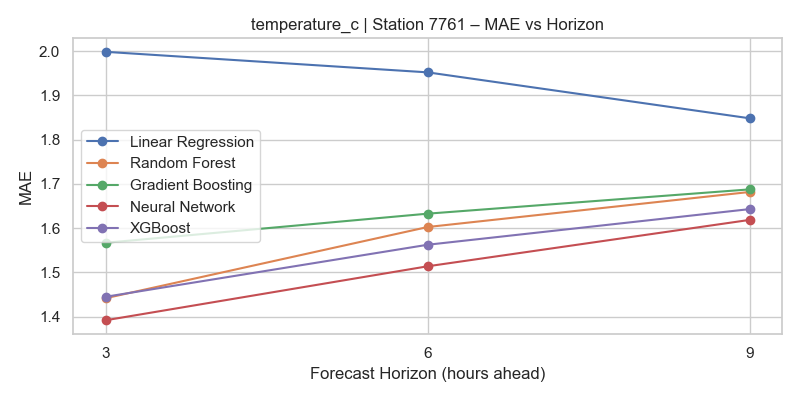 temperature_c | Station 7761 – MAE vs Horizon
2.0
1.9
1.8
1.7
1.6
1.5
1.4
MAE
Linear Regression
Random Forest
Gradient Boosting
Neural Network
XGBoost
3 6 9
Forecast Horizon (hours ahead)